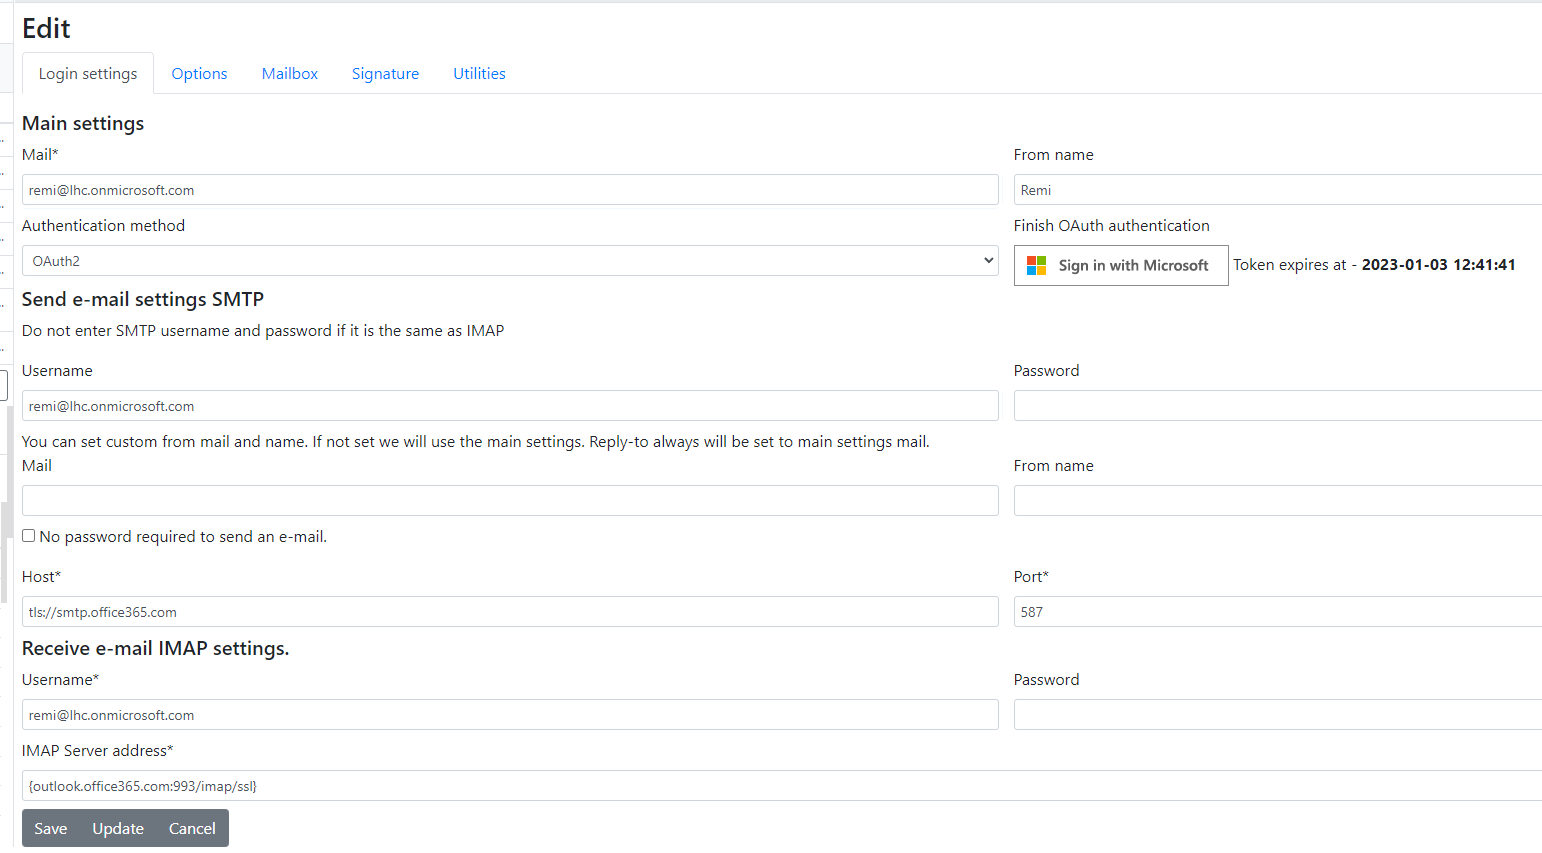 Edit
Login settings Options Mailbox Signature Utilities
Main settings
Mail* From name
remi@lhc.onmicrosoft.com Remi
Authentication method Finish OAuth authentication
OAuth2 Sign in with Microsoft Token expires at - 2023-01-03 12:41:41
Send e-mail settings SMTP
Do not enter SMTP username and password if it is the same as IMAP
Username Password
remi@lhc.onmicrosoft.com
You can set custom from mail and name. If not set we will use the main settings. Reply-to always will be set to main settings mail.
Mail From name
No password required to send an e-mail.
Host* Port*
tls://smtp.office365.com 587
Receive e-mail IMAP settings.
Username* Password
remi@lhc.onmicrosoft.com
IMAP Server address*
{outlook.office365.com:993/imap/ssl}
Save Update Cancel